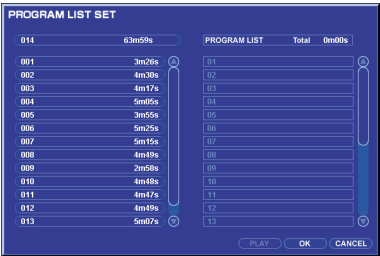 PROGRAM LIST SET
014 63m59s
PROGRAM LIST Total 0m00s
001 3m26s 01
002 4m30s 02
003 4m17s 03
004 5m05s 04
005 3m55s 05
006 5m25s 06
007 5m15s 07
008 4m49s 08
009 2m58s 09
010 4m48s 10
011 4m47s 11
012 4m49s 12
013 5m07s 13
PLAY OK CANCEL